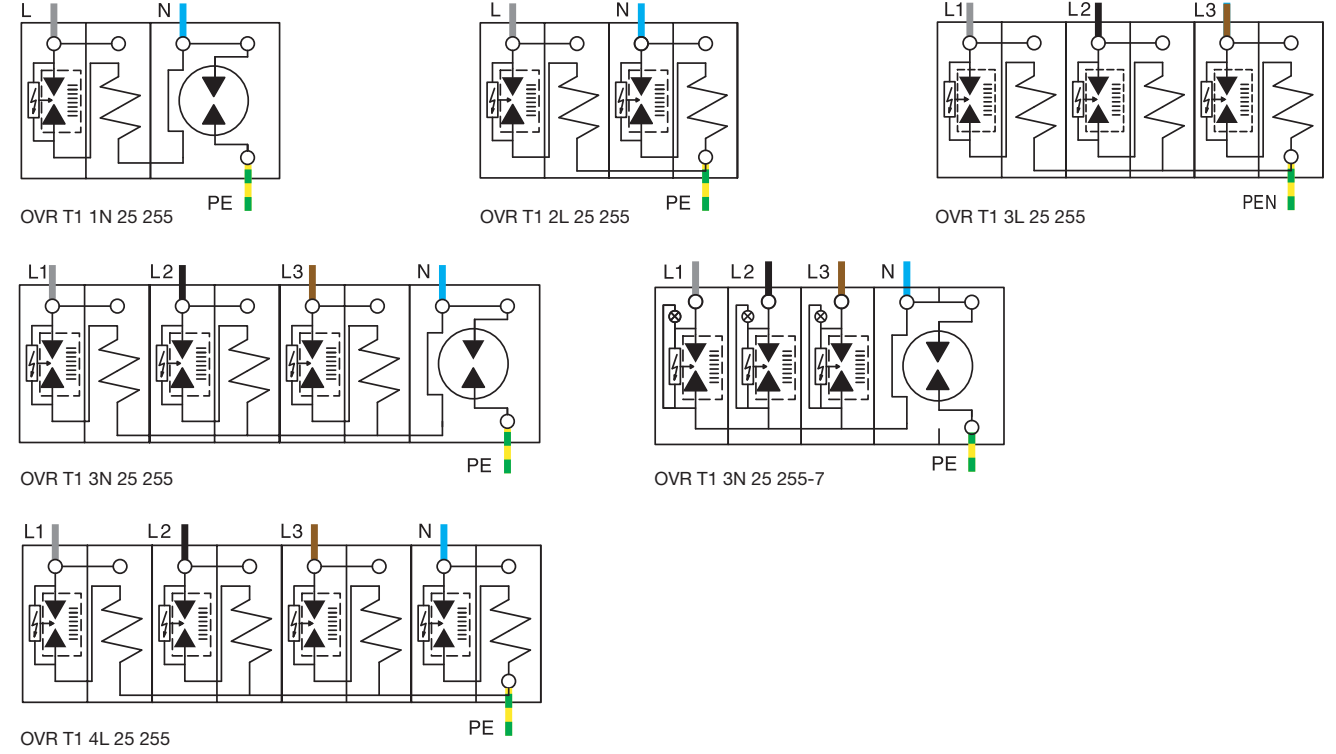 L N
PE
OVR T1 1N 25 255
L N
PE
OVR T1 2L 25 255
L1 L2 L3
PEN
OVR T1 3L 25 255
L1 L2 L3 N
PE
OVR T1 3N 25 255
L1 L2 L3 N
PE
OVR T1 3N 25 255-7
L1 L2 L3 N
PE
OVR T1 4L 25 255